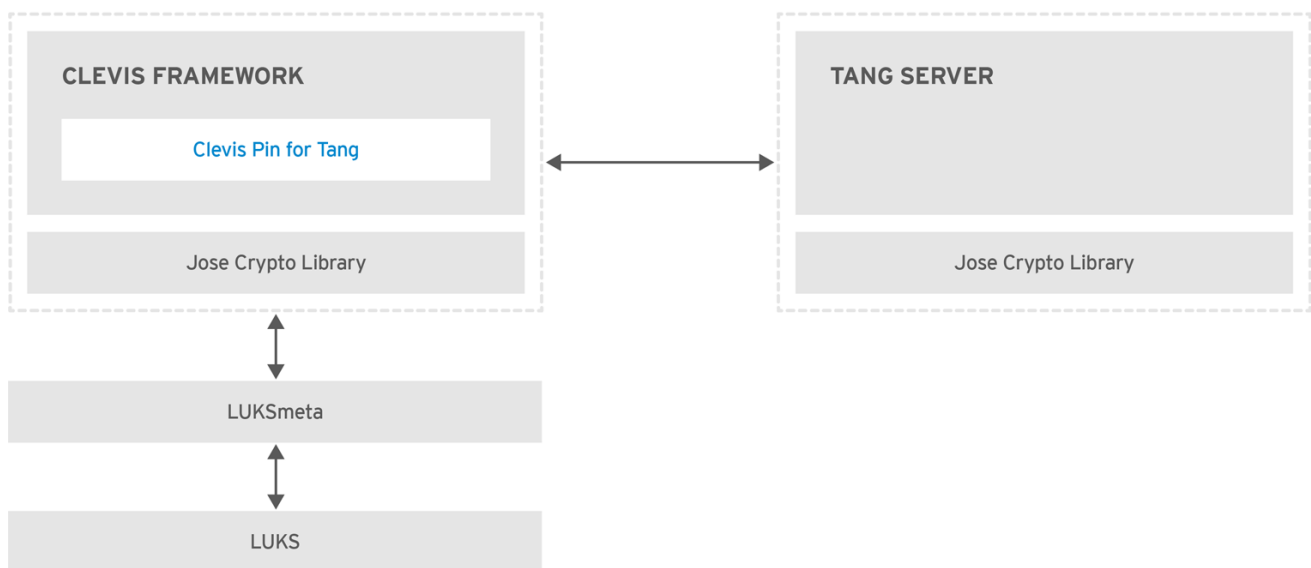 CLEVIS FRAMEWORK
Clevis Pin for Tang
Jose Crypto Library
TANG SERVER
Jose Crypto Library
LUKSmeta
LUKS